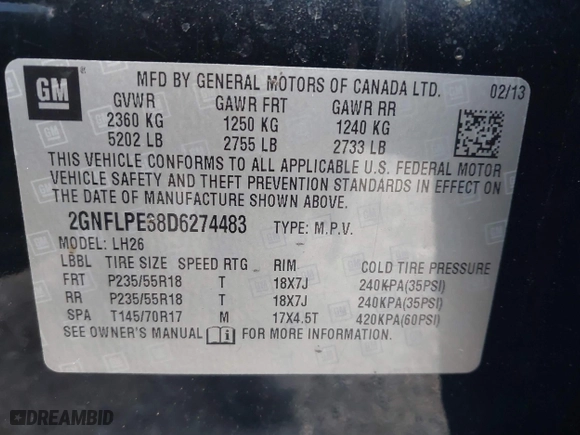 GM
®
MFD BY GENERAL MOTORS OF CANADA LTD. 02/13
GVWR GAWR FRT GAWR RR
2360 KG 1250 KG 1240 KG
5202 LB 2755 LB 2733 LB
THIS VEHICLE CONFORMS TO ALL APPLICABLE U.S. FEDERAL MOTOR
VEHICLE SAFETY AND THEFT PREVENTION STANDARDS IN EFFECT ON
THE DATE OF MANUFACTURE SHOWN ABOVE.
2GNFLPE38D6274483 TYPE: M.P.V.
MODEL: LH26
LBBL TIRE SIZE SPEED RTG RIM COLD TIRE PRESSURE
FRT P235/55R18 T 18X7J 240KPA(35PSI)
RR P235/55R18 T 18X7J 240KPA(35PSI)
SPA T145/70R17 M 17X4.5T 420KPA(60PSI)
SEE OWNER'S MANUAL FOR MORE INFORMATION.
DREAMBID